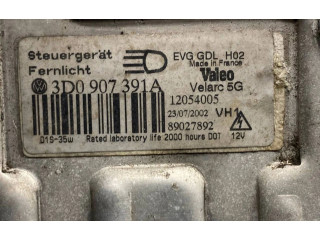 Steuergerät EVG GDL H02
Fernlicht Made in France
Valeo
3D0 907 391A Velarc 5G
12054005
23/07/2002 VH1
89027892
D1S-35w Rated laboratory life 2000 hours DOT 12V